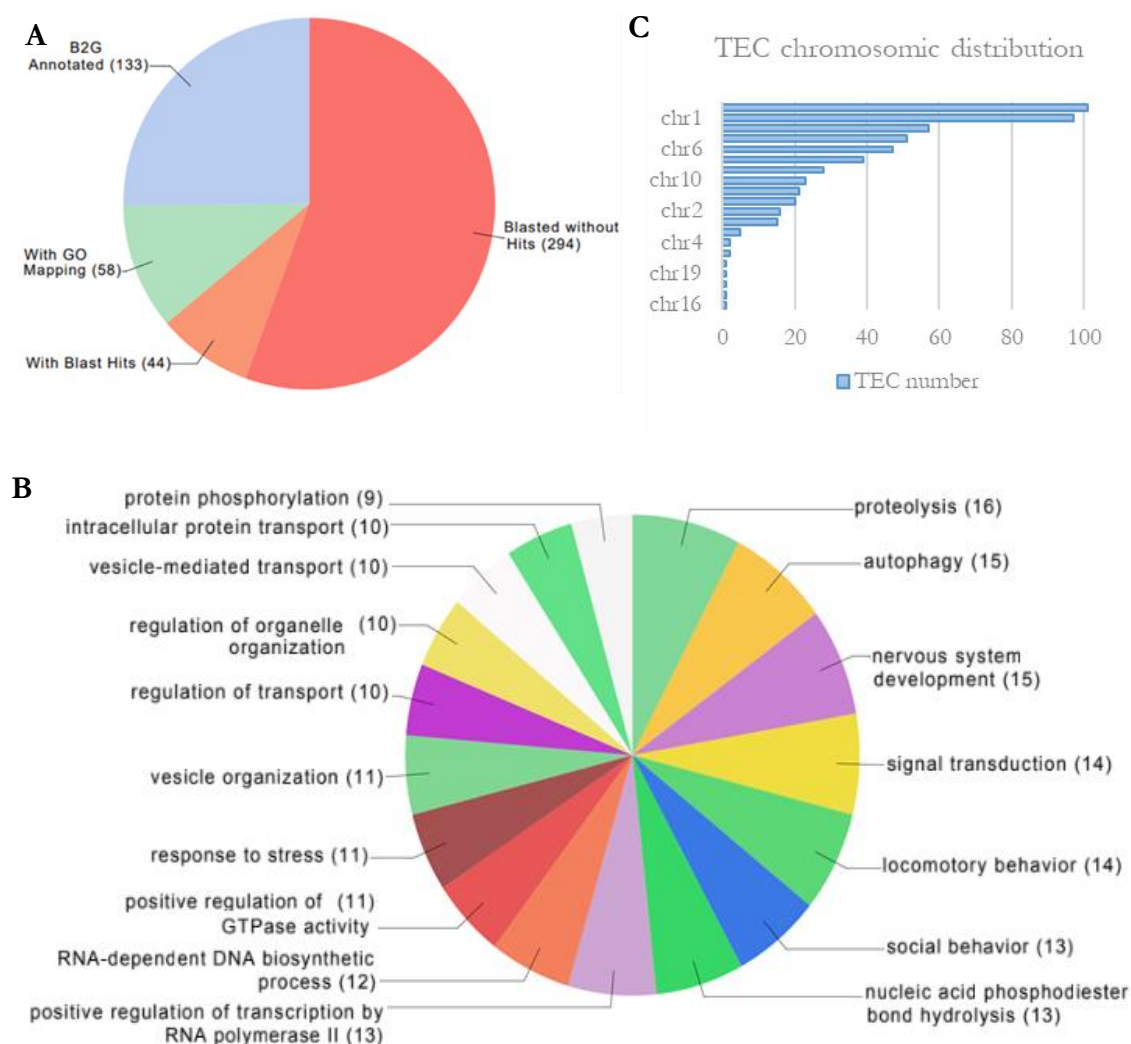 A
B2G
Annotated (133)
With GO
Mapping (58)
With Blast Hits (44)
Blasted without
Hits (294)
C
TEC chromosomic distribution
chr1
chr6
chr10
chr2
chr4
chr19
chr16
0 20 40 60 80 100
TEC number
B
protein phosphorylation (9)
intracellular protein transport (10)
vesicle-mediated transport (10)
regulation of organelle (10)
organization
regulation of transport (10)
vesicle organization (11)
response to stress (11)
positive regulation of (11)
GTPase activity
RNA-dependent DNA biosynthetic
process (12)
positive regulation of transcription by
RNA polymerase II (13)
proteolysis (16)
autophagy (15)
nervous system
development (15)
signal transduction (14)
locomotory behavior (14)
social behavior (13)
nucleic acid phosphodiester
bond hydrolysis (13)